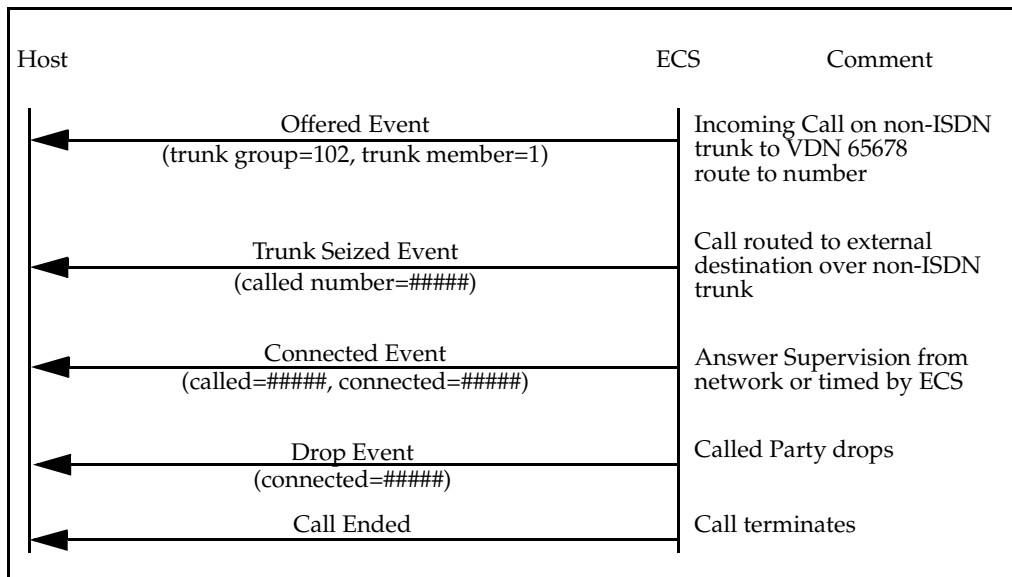 Host ECS Comment
Offered Event
(trunk group=102, trunk member=1)
Incoming Call on non-ISDN
trunk to VDN 65678
route to number
Trunk Seized Event
(called number=#####)
Call routed to external
destination over non-ISDN
trunk
Connected Event
(called=#####, connected=#####)
Answer Supervision from
network or timed by ECS
Drop Event
(connected=#####)
Called Party drops
Call Ended
Call terminates